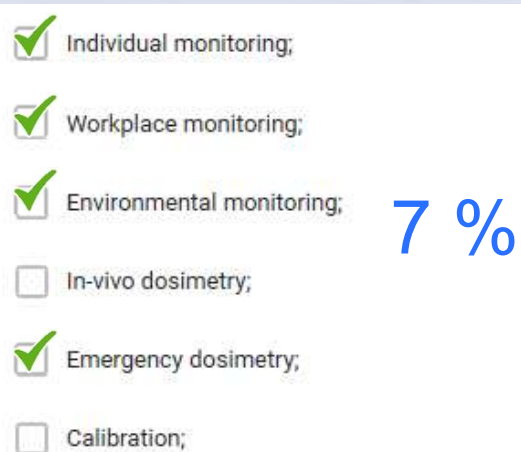 Individual monitoring;
Workplace monitoring;
Environmental monitoring;
7 %
In-vivo dosimetry;
Emergency dosimetry;
Calibration;